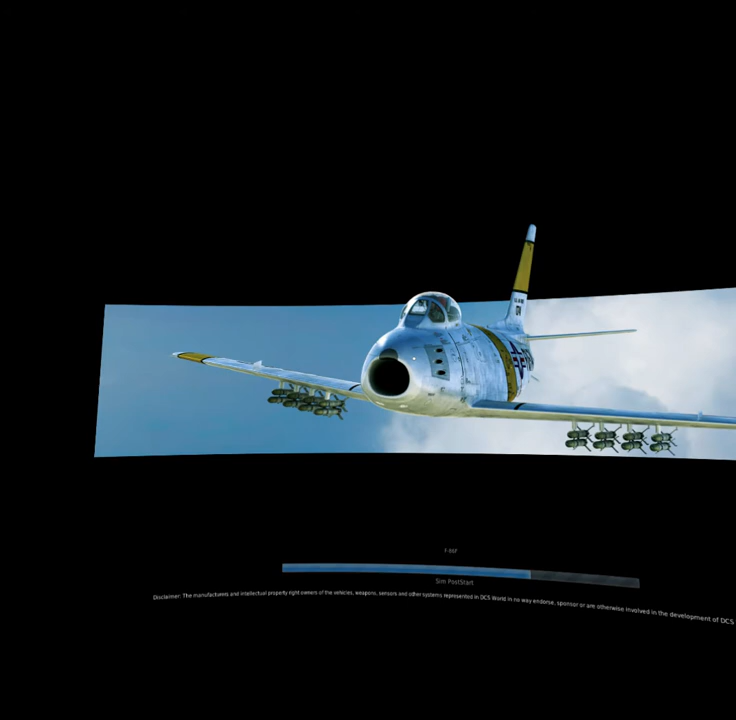 F-86F
Sim PostStart
Disclaimer: The manufacturers and intellectual property right owners of the vehicles, weapons, sensors and other systems represented in DCS World in no way endorse, sponsor or are otherwise involved in the development of DCS